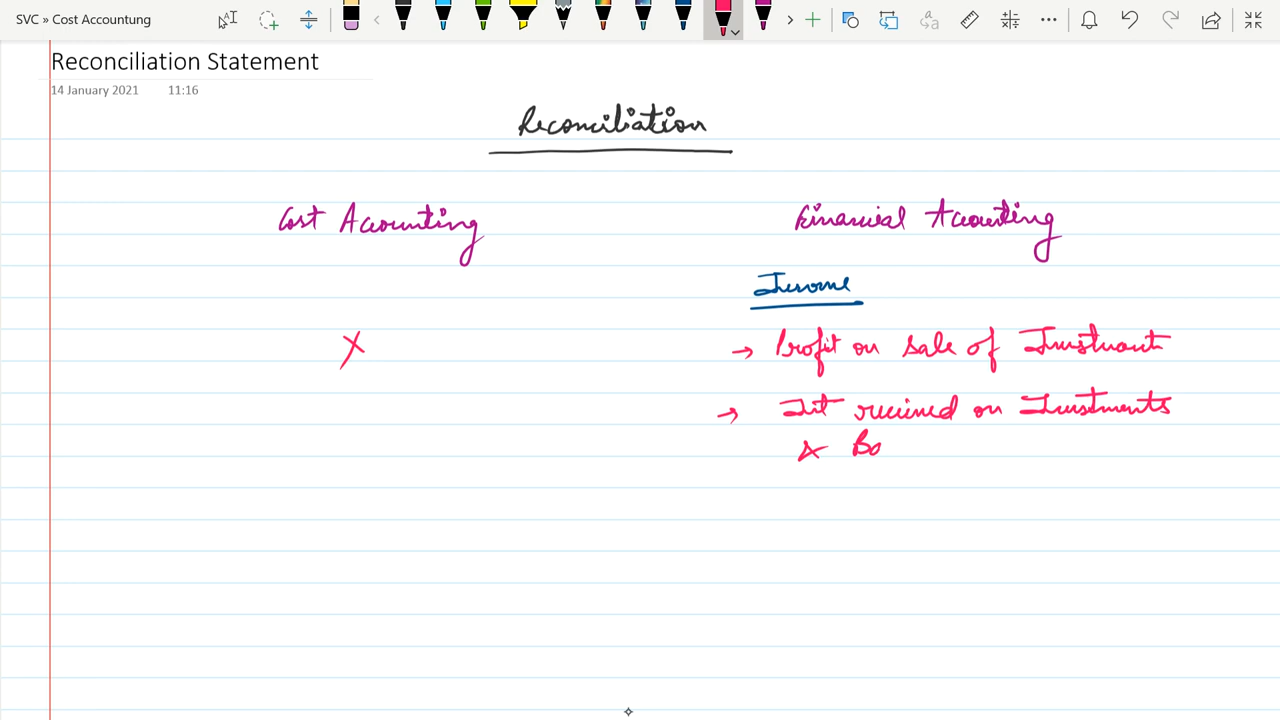 SVC » Cost Accountung
Reconciliation Statement
14 January 2021 11:16
Reconciliation
Cost Accounting Financial Accounting
Income
X → Profit on sale of Investment
→ Int received on Investments
& Bo